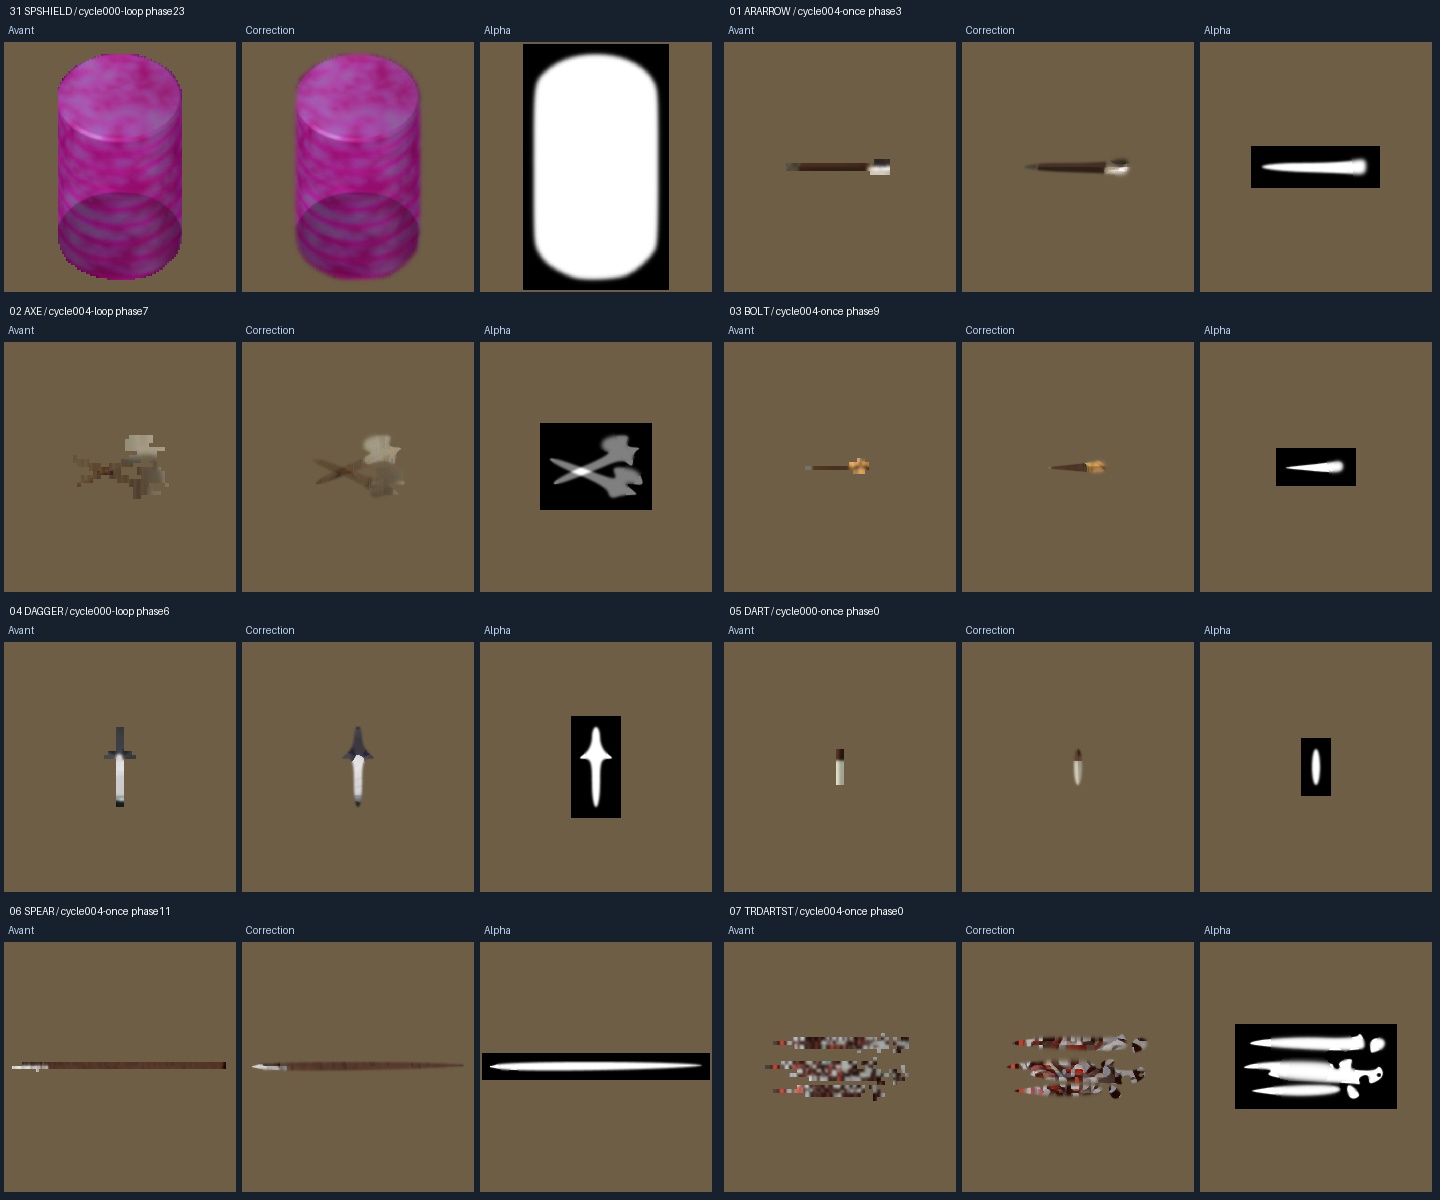 31 SPSHIELD / cycle000-loop phase23
Avant
Correction
Alpha
01 ARARROW / cycle004-once phase3
Avant
Correction
Alpha
02 AXE / cycle004-loop phase7
Avant
Correction
Alpha
03 BOLT / cycle004-once phase9
Avant
Correction
Alpha
04 DAGGER / cycle000-loop phase6
Avant
Correction
Alpha
05 DART / cycle000-once phase0
Avant
Correction
Alpha
06 SPEAR / cycle004-once phase11
Avant
Correction
Alpha
07 TRDARTST / cycle004-once phase0
Avant
Correction
Alpha